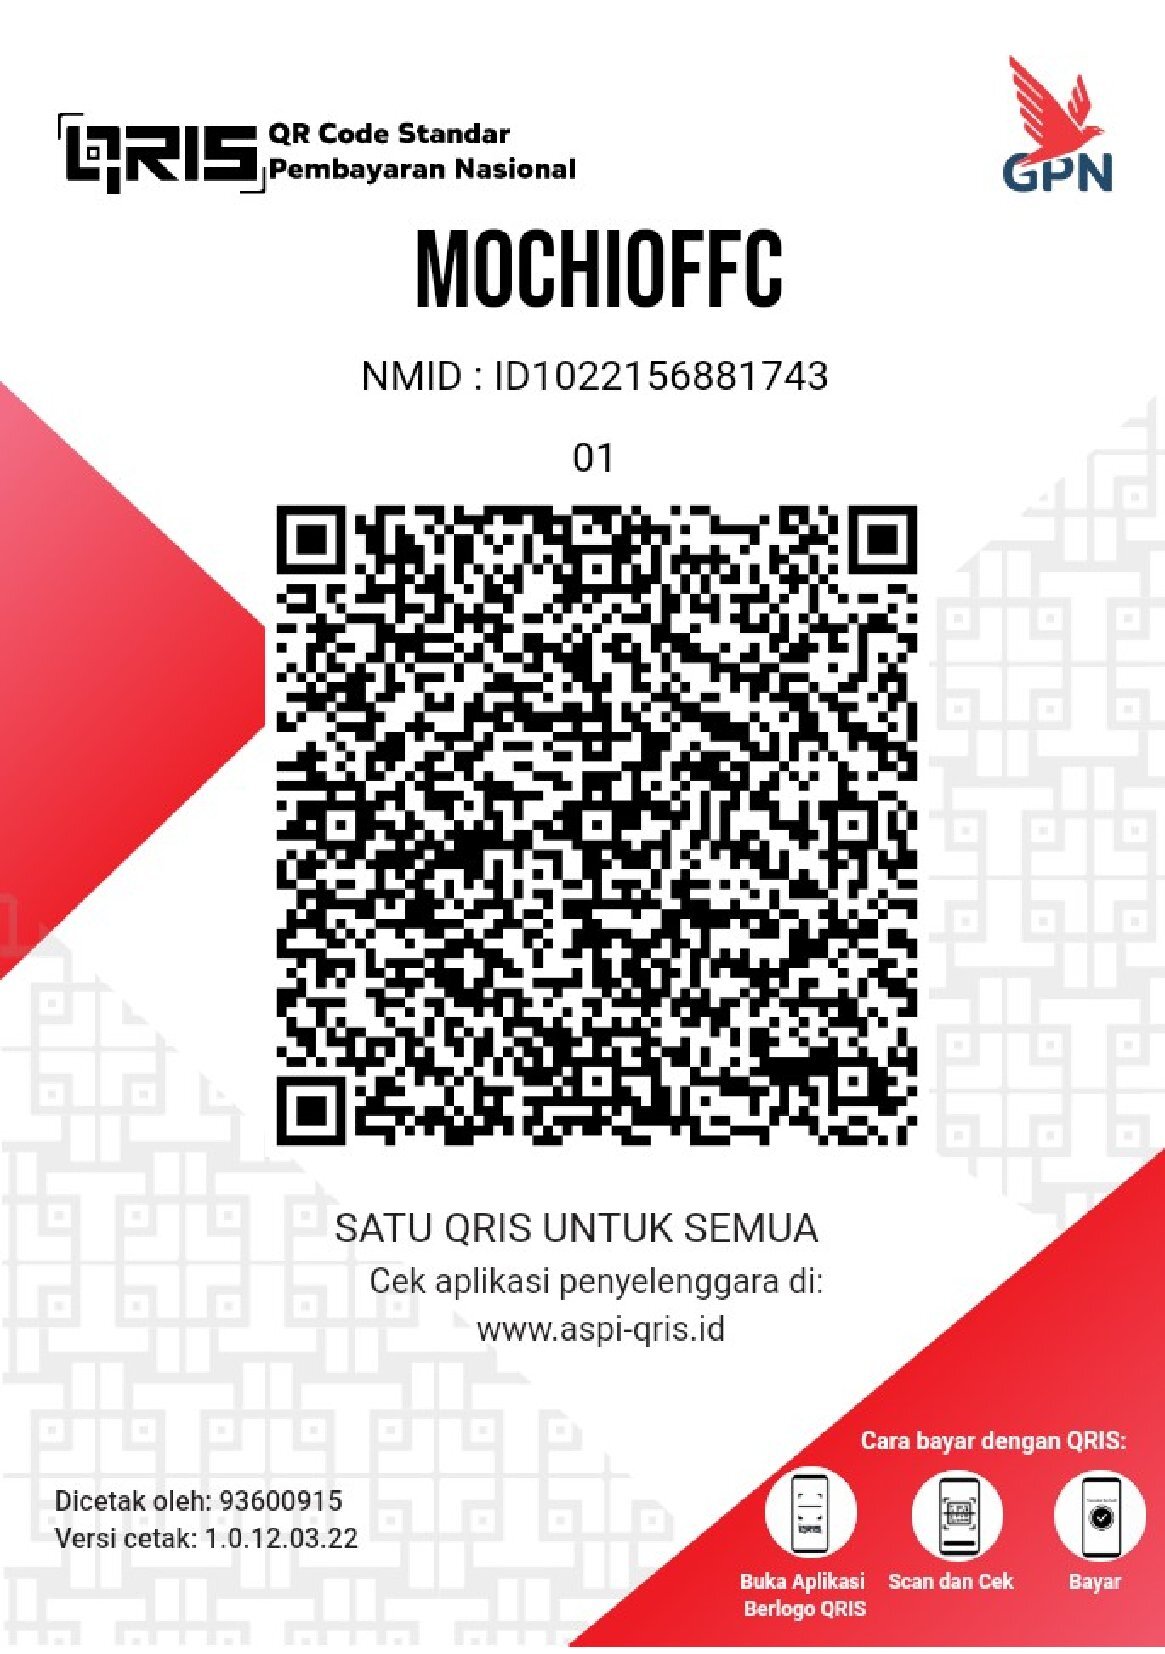 QRIS QR Code Standar
Pembayaran Nasional
GPN
MOCHIOFFC
NMID : ID1022156881743
01
SATU QRIS UNTUK SEMUA
Cek aplikasi penyelenggara di:
www.aspi-qris.id
Dicetak oleh: 93600915
Versi cetak: 1.0.12.03.22
Cara bayar dengan QRIS:
Buka Aplikasi
Berlogo QRIS
Scan dan Cek
Bayar